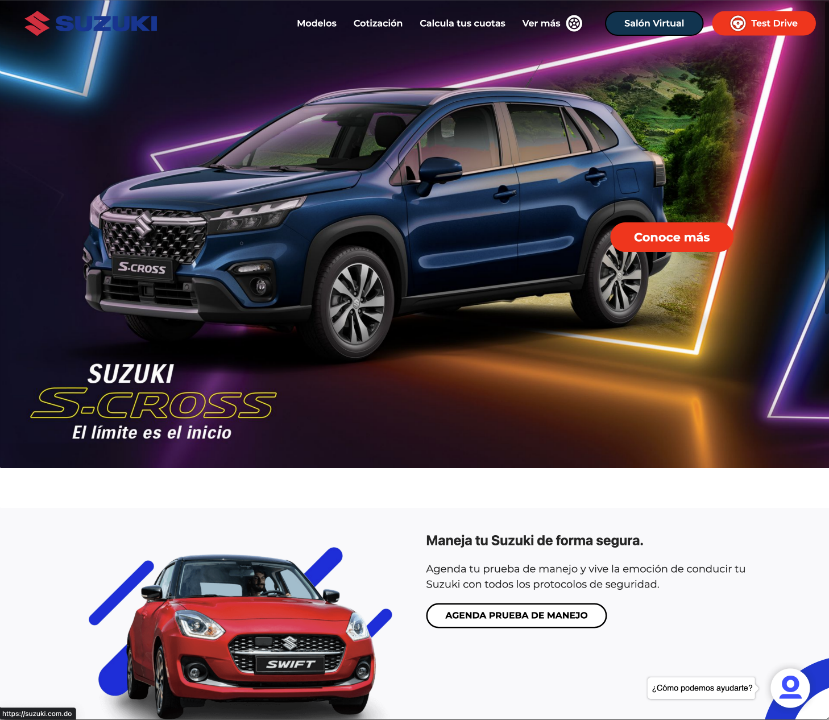 SUZUKI
Modelos
Cotización
Calcula tus cuotas
Ver más
Salón Virtual
Test Drive
Conoce más
S-CROSS
SUZUKI
S-CROSS
El límite es el inicio
Maneja tu Suzuki de forma segura.
Agenda tu prueba de manejo y vive la emoción de conducir tu
Suzuki con todos los protocolos de seguridad.
AGENDA PRUEBA DE MANEJO
SWIFT
¿Cómo podemos ayudarte?
https://suzuki.com.do